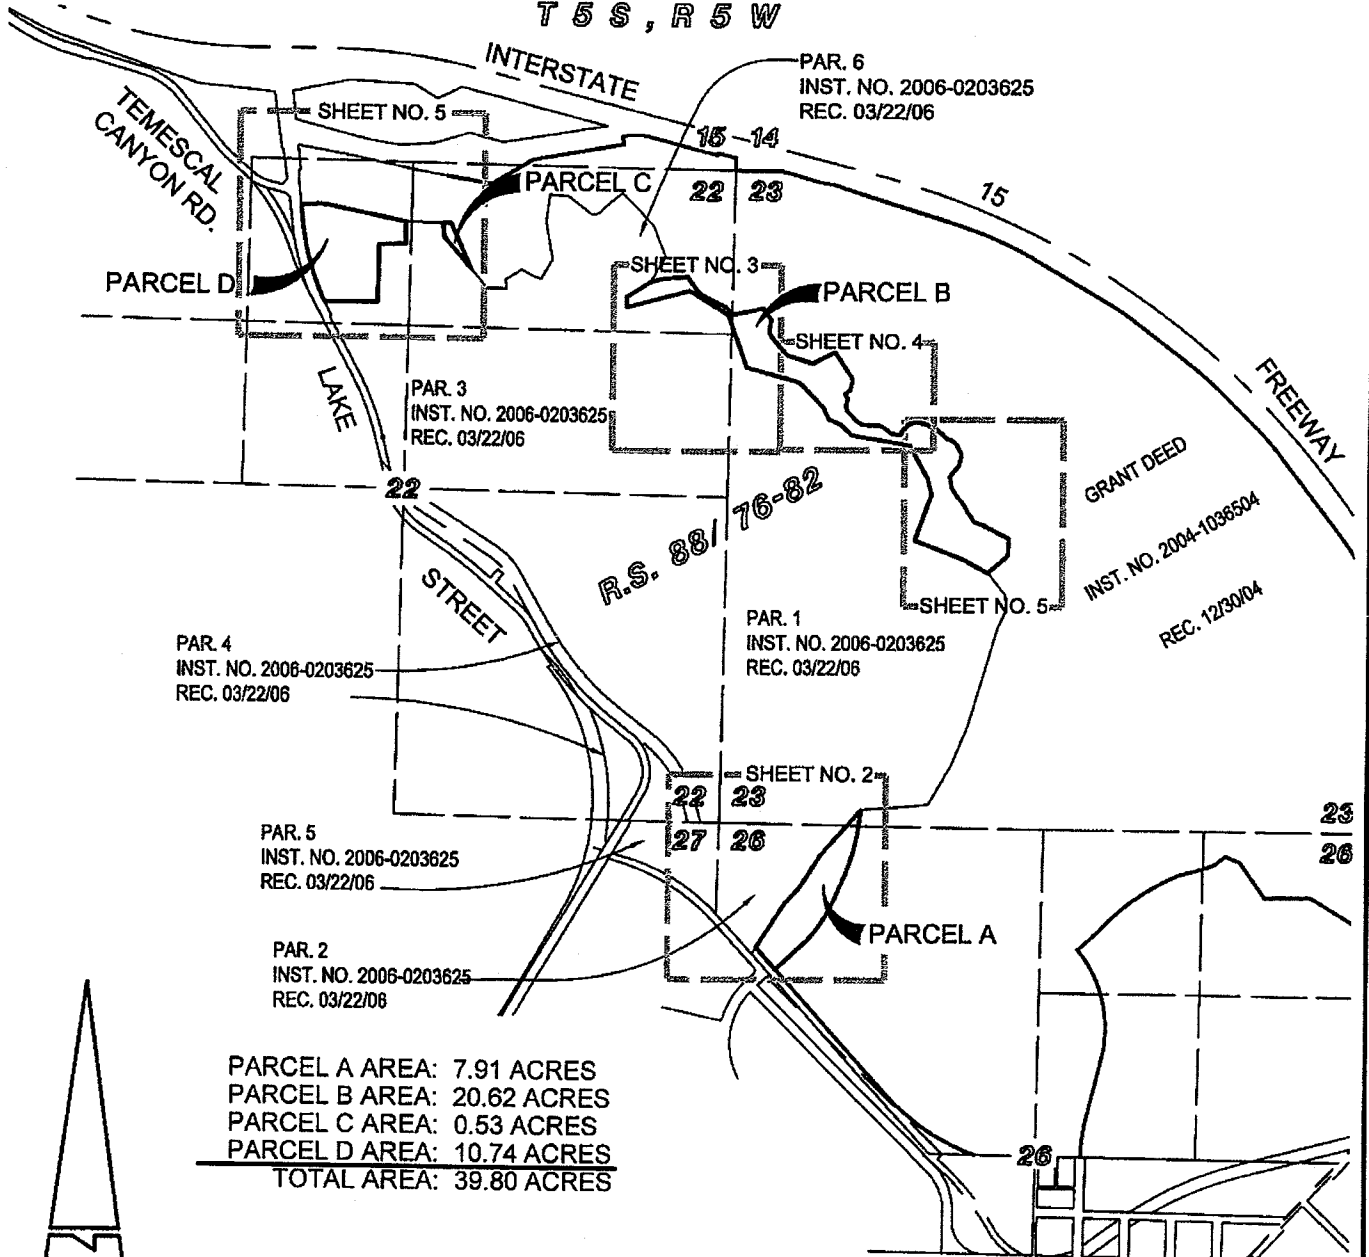 T 5 S , R 5 W
INTERSTATE
PAR. 6
INST. NO. 2006-0203625
REC. 03/22/06
TEMESCAL
CANYON RD.
SHEET NO. 5
15 14
22 23
15
PARCEL C
PARCEL D
SHEET NO. 3
PARCEL B
SHEET NO. 4
FREEWAY
LAKE
PAR. 3
INST. NO. 2006-0203625
REC. 03/22/06
22
R.S. 88/ 76-82
GRANT DEED
INST. NO. 2004-1036504
REC. 12/30/04
STREET
SHEET NO. 5
PAR. 1
INST. NO. 2006-0203625
REC. 03/22/06
PAR. 4
INST. NO. 2006-0203625
REC. 03/22/06
SHEET NO. 2
22 23
27 26
23
26
PAR. 5
INST. NO. 2006-0203625
REC. 03/22/06
PARCEL A
PAR. 2
INST. NO. 2006-0203625
REC. 03/22/06
PARCEL A AREA: 7.91 ACRES
PARCEL B AREA: 20.62 ACRES
PARCEL C AREA: 0.53 ACRES
PARCEL D AREA: 10.74 ACRES
TOTAL AREA: 39.80 ACRES
26